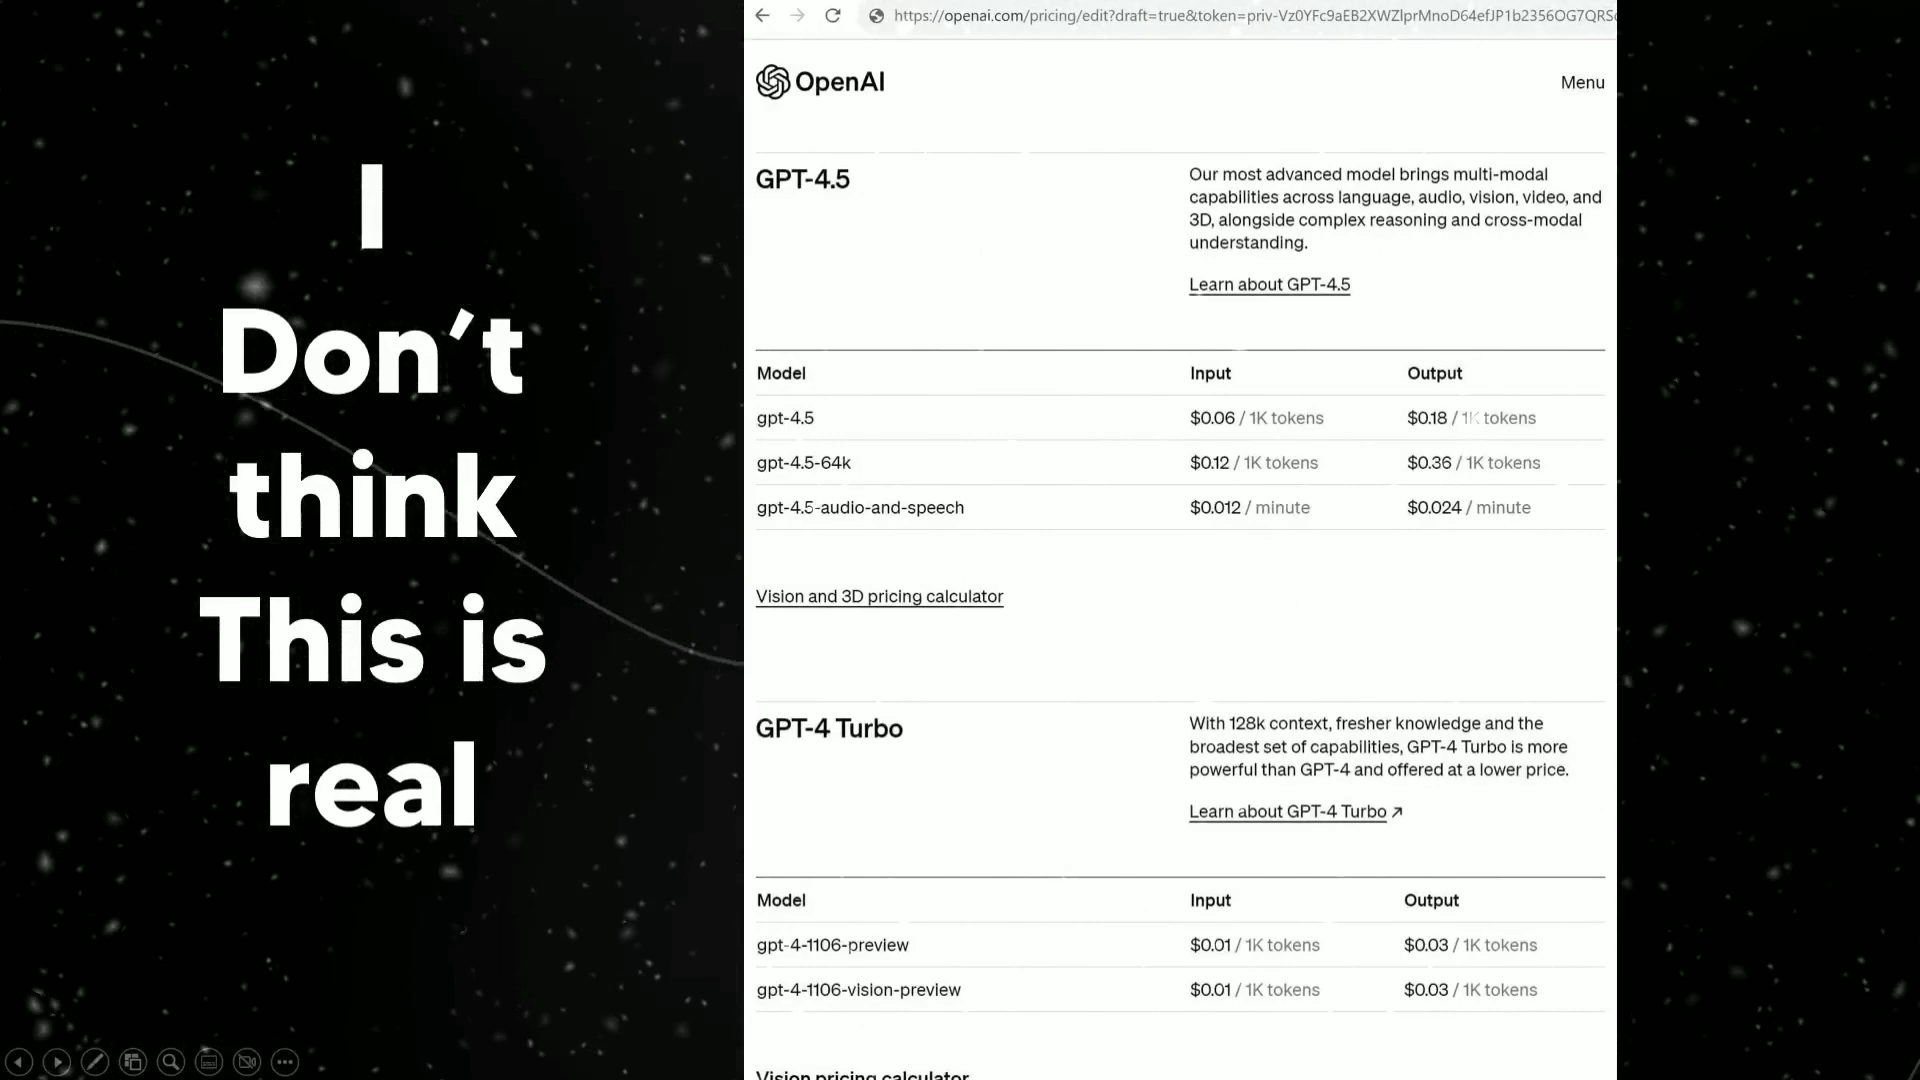 I
Don’t
think
This is
real
https://openai.com/pricing/edit?draft=true&token=priv-Vz0YFc9aEB2XWZlprMnoD64efJP1b2356OG7QRS
OpenAI
Menu
GPT-4.5
Our most advanced model brings multi-modal
capabilities across language, audio, vision, video, and
3D, alongside complex reasoning and cross-modal
understanding.
Learn about GPT-4.5
Model Input Output
gpt-4.5 $0.06 / 1K tokens $0.18 / 1K tokens
gpt-4.5-64k $0.12 / 1K tokens $0.36 / 1K tokens
gpt-4.5-audio-and-speech $0.012 / minute $0.024 / minute
Vision and 3D pricing calculator
GPT-4 Turbo
With 128k context, fresher knowledge and the
broadest set of capabilities, GPT-4 Turbo is more
powerful than GPT-4 and offered at a lower price.
Learn about GPT-4 Turbo ↗
Model Input Output
gpt-4-1106-preview $0.01 / 1K tokens $0.03 / 1K tokens
gpt-4-1106-vision-preview $0.01 / 1K tokens $0.03 / 1K tokens
Vision pricing calculator